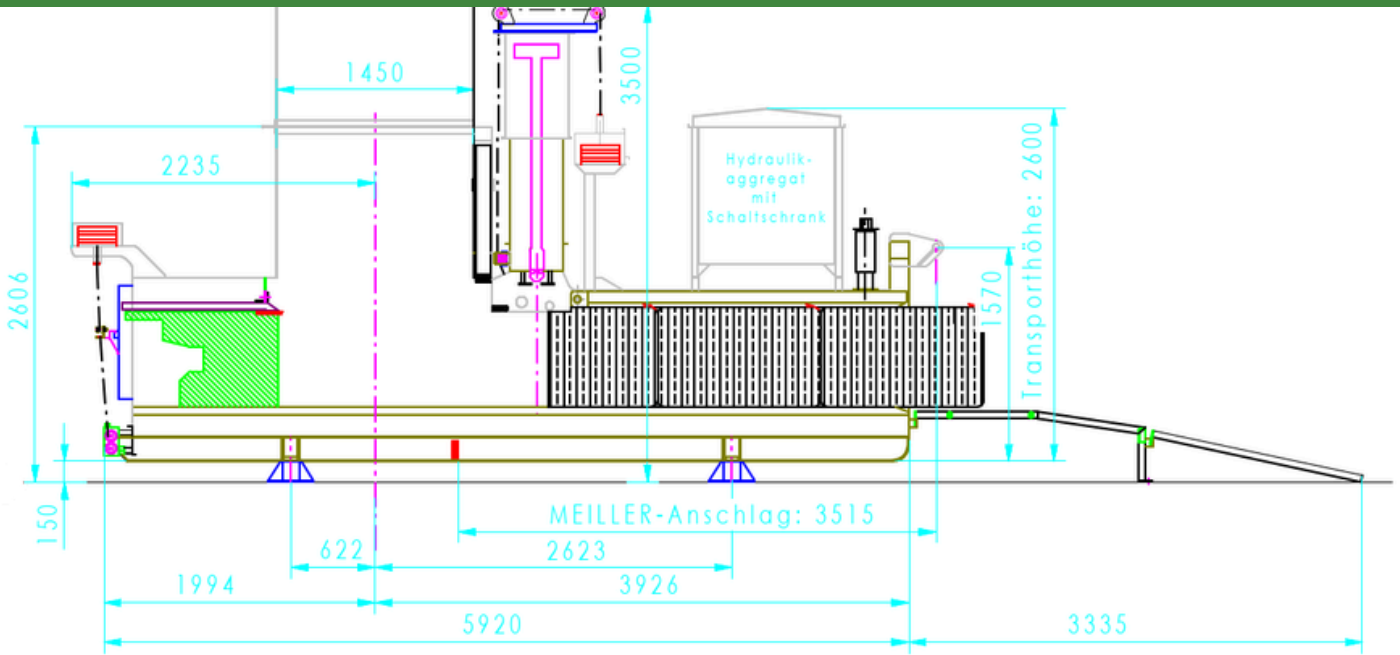 1450
3500
2235
Hydraulik-
aggregat
mit
Schaltschrank
Transporthöhe: 2600
2606
1570
150
MEILLER-Anschlag: 3515
622
2623
1994
3926
5920
3335